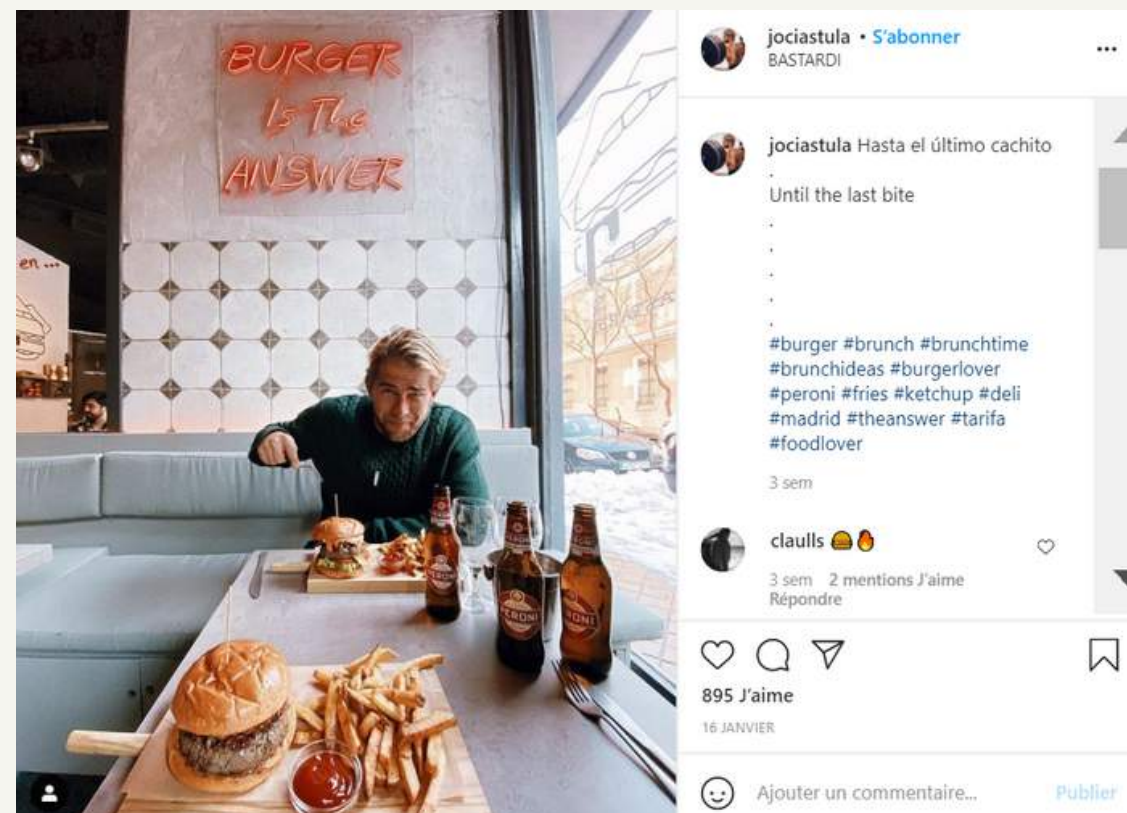 BURGER
Is The
ANSWER
en ...
PERONI
PERONI
PERONI
jociastula • S'abonner
BASTARDI
...
jociastula Hasta el último cachito
.
Until the last bite
.
.
.
.
.
#burger #brunch #brunchtime
#brunchideas #burgerlover
#peroni #fries #ketchup #deli
#madrid #theanswer #tarifa
#foodlover
3 sem
claulls 🍔🔥
3 sem 2 mentions J'aime
Répondre
895 J'aime
16 JANVIER
Ajouter un commentaire...
Publier